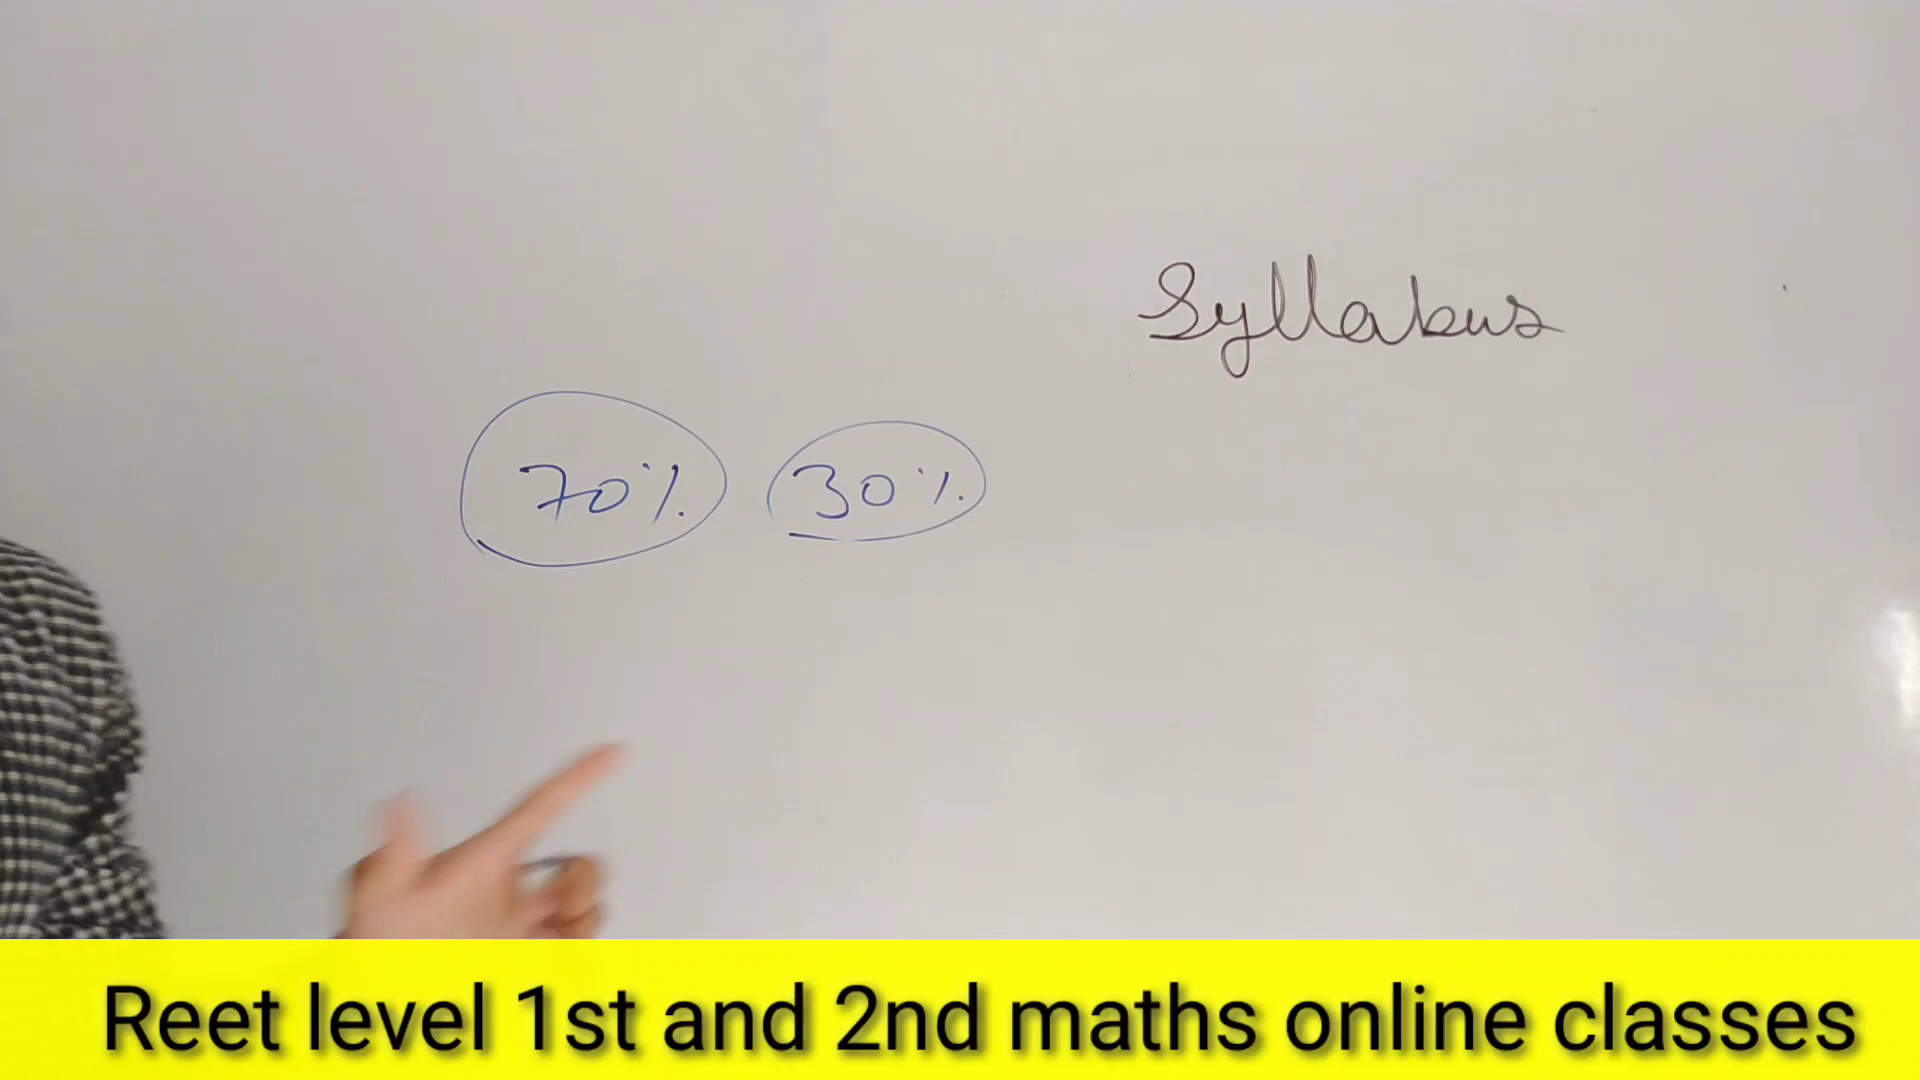 Syllabus
70% 30%
Reet level 1st and 2nd maths online classes